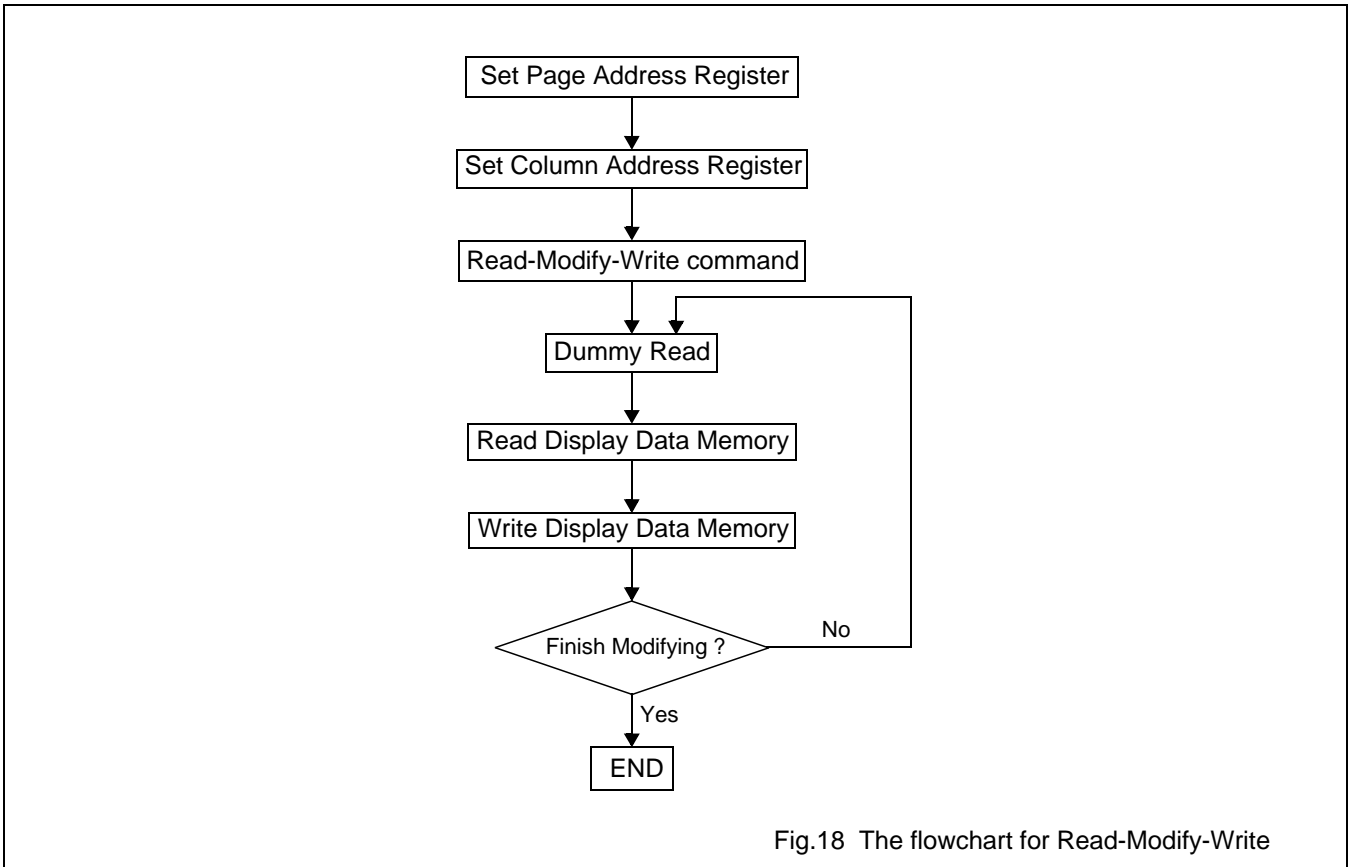 Set Page Address Register
Set Column Address Register
Read-Modify-Write command
Dummy Read
Read Display Data Memory
Write Display Data Memory
Finish Modifying ?
No
Yes
END
Fig.18 The flowchart for Read-Modify-Write